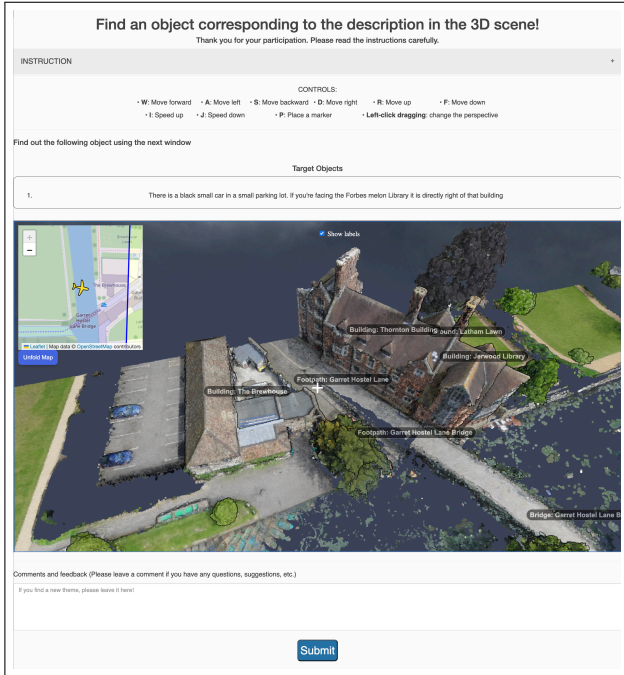 Find an object corresponding to the description in the 3D scene!
Thank you for your participation. Please read the instructions carefully.
INSTRUCTION +
CONTROLS:
• W: Move forward • A: Move left • S: Move backward • D: Move right • R: Move up • F: Move down
• I: Speed up • J: Speed down • P: Place a marker • Left-click dragging: change the perspective
Find out the following object using the next window
Target Objects
1. There is a black small car in a small parking lot. If you're facing the Forbes melon Library it is directly right of that building
+
−
Show labels
The Brewhouse
Garret
Hostel
Lane Bridge
Leaflet | Map data © OpenStreetMap contributors
Unfold Map
Building: Thornton Building
ound: Latham Lawn
Building: Jerwood Library
Footpath: Garret Hostel Lane
Building: The Brewhouse
Footpath: Garret Hostel Lane Bridge
Bridge: Garret Hostel Lane B
Comments and feedback (Please leave a comment if you have any questions, suggestions, etc.)
If you find a new theme, please leave it here!
Submit